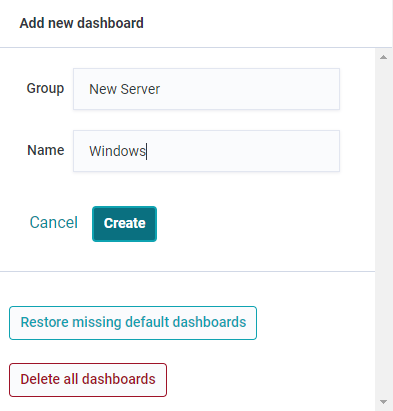 Add new dashboard
Group New Server
Name Windows
Cancel Create
Restore missing default dashboards
Delete all dashboards